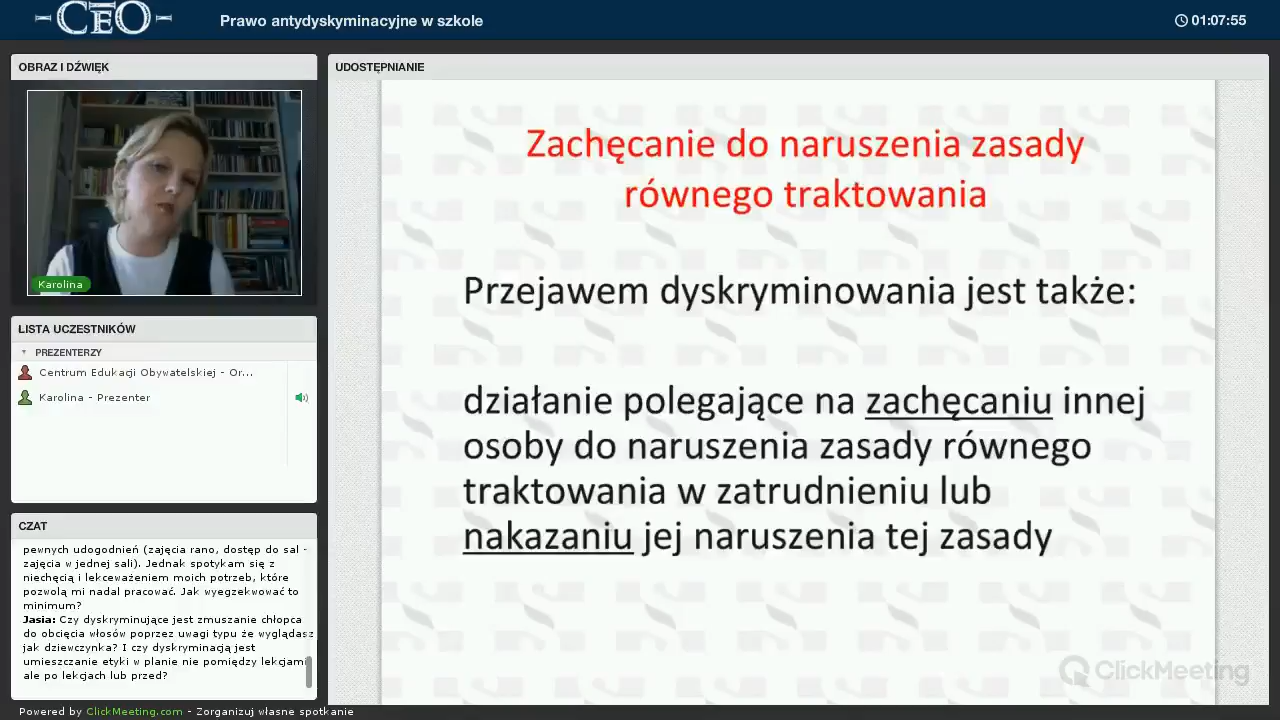 CEO
Prawo antydyskyminacyjne w szkole
01:07:55
OBRAZ I DŹWIĘK
Karolina
LISTA UCZESTNIKÓW
PREZENTERZY
Centrum Edukacji Obywatelskiej - Or...
Karolina - Prezenter
CZAT
pewnych udogodnień (zajęcia rano, dostęp do sal -
zajęcia w jednej sali). Jednak spotykam się z
niechęcią i lekceważeniem moich potrzeb, które
pozwolą mi nadal pracować. Jak wyegzekwować to
minimum?
Jasia: Czy dyskryminujące jest zmuszanie chłopca
do obcięcia włosów poprzez uwagi typu że wyglądasz
jak dziewczynka? I czy dyskryminacją jest
umieszczanie etyki w planie nie pomiędzy lekcjami
ale po lekcjach lub przed?
Powered by ClickMeeting.com - Zorganizuj własne spotkanie
UDOSTĘPNIANIE
Zachęcanie do naruszenia zasady
równego traktowania
Przejawem dyskryminowania jest także:
działanie polegające na zachęcaniu innej
osoby do naruszenia zasady równego
traktowania w zatrudnieniu lub
nakazaniu jej naruszenia tej zasady
ClickMeeting